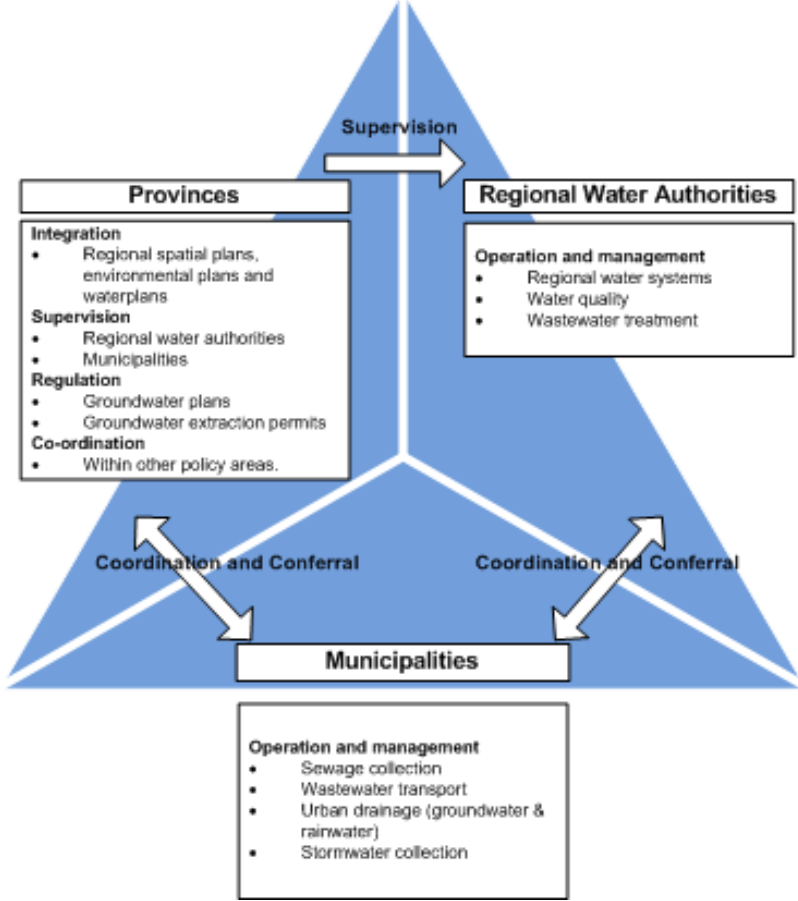 Supervision
Provinces
Integration
• Regional spatial plans,
environmental plans and
waterplans
Supervision
• Regional water authorities
• Municipalities
Regulation
• Groundwater plans
• Groundwater extraction permits
Co-ordination
• Within other policy areas.
Regional Water Authorities
Operation and management
• Regional water systems
• Water quality
• Wastewater treatment
Coordination and Conferral
Coordination and Conferral
Municipalities
Operation and management
• Sewage collection
• Wastewater transport
• Urban drainage (groundwater &
rainwater)
• Stormwater collection